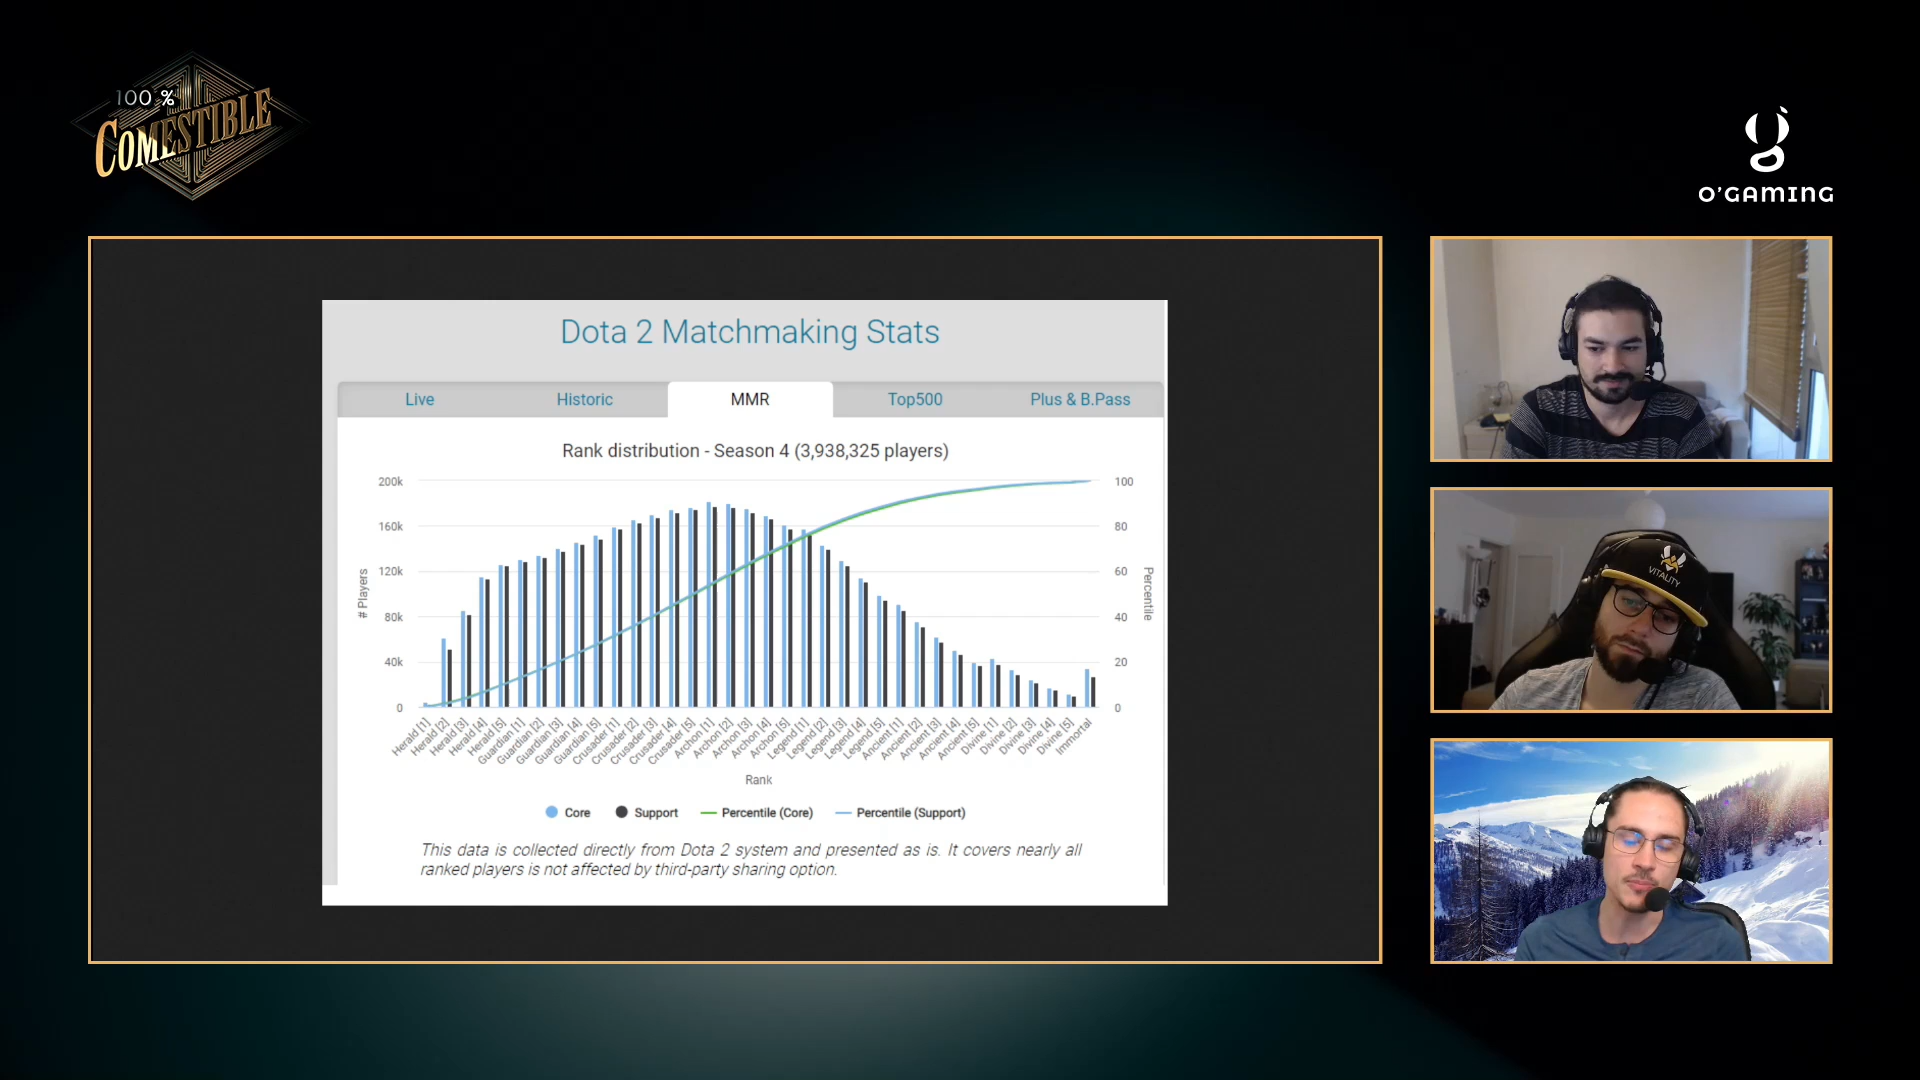 100 %
COMESTIBLE
O'GAMING
Dota 2 Matchmaking Stats
Live Historic MMR Top500 Plus & B.Pass
Rank distribution - Season 4 (3,938,325 players)
200k
160k
120k
80k
40k
0
# Players
100
80
60
40
20
0
Percentile
Herald [1]
Herald [2]
Herald [3]
Herald [4]
Herald [5]
Guardian [1]
Guardian [2]
Guardian [3]
Guardian [4]
Guardian [5]
Crusader [1]
Crusader [2]
Crusader [3]
Crusader [4]
Crusader [5]
Archon [1]
Archon [2]
Archon [3]
Archon [4]
Archon [5]
Legend [1]
Legend [2]
Legend [3]
Legend [4]
Legend [5]
Ancient [1]
Ancient [2]
Ancient [3]
Ancient [4]
Ancient [5]
Divine [1]
Divine [2]
Divine [3]
Divine [4]
Divine [5]
Immortal
Rank
Core Support Percentile (Core) Percentile (Support)
This data is collected directly from Dota 2 system and presented as is. It covers nearly all
ranked players is not affected by third-party sharing option.
VITALITY